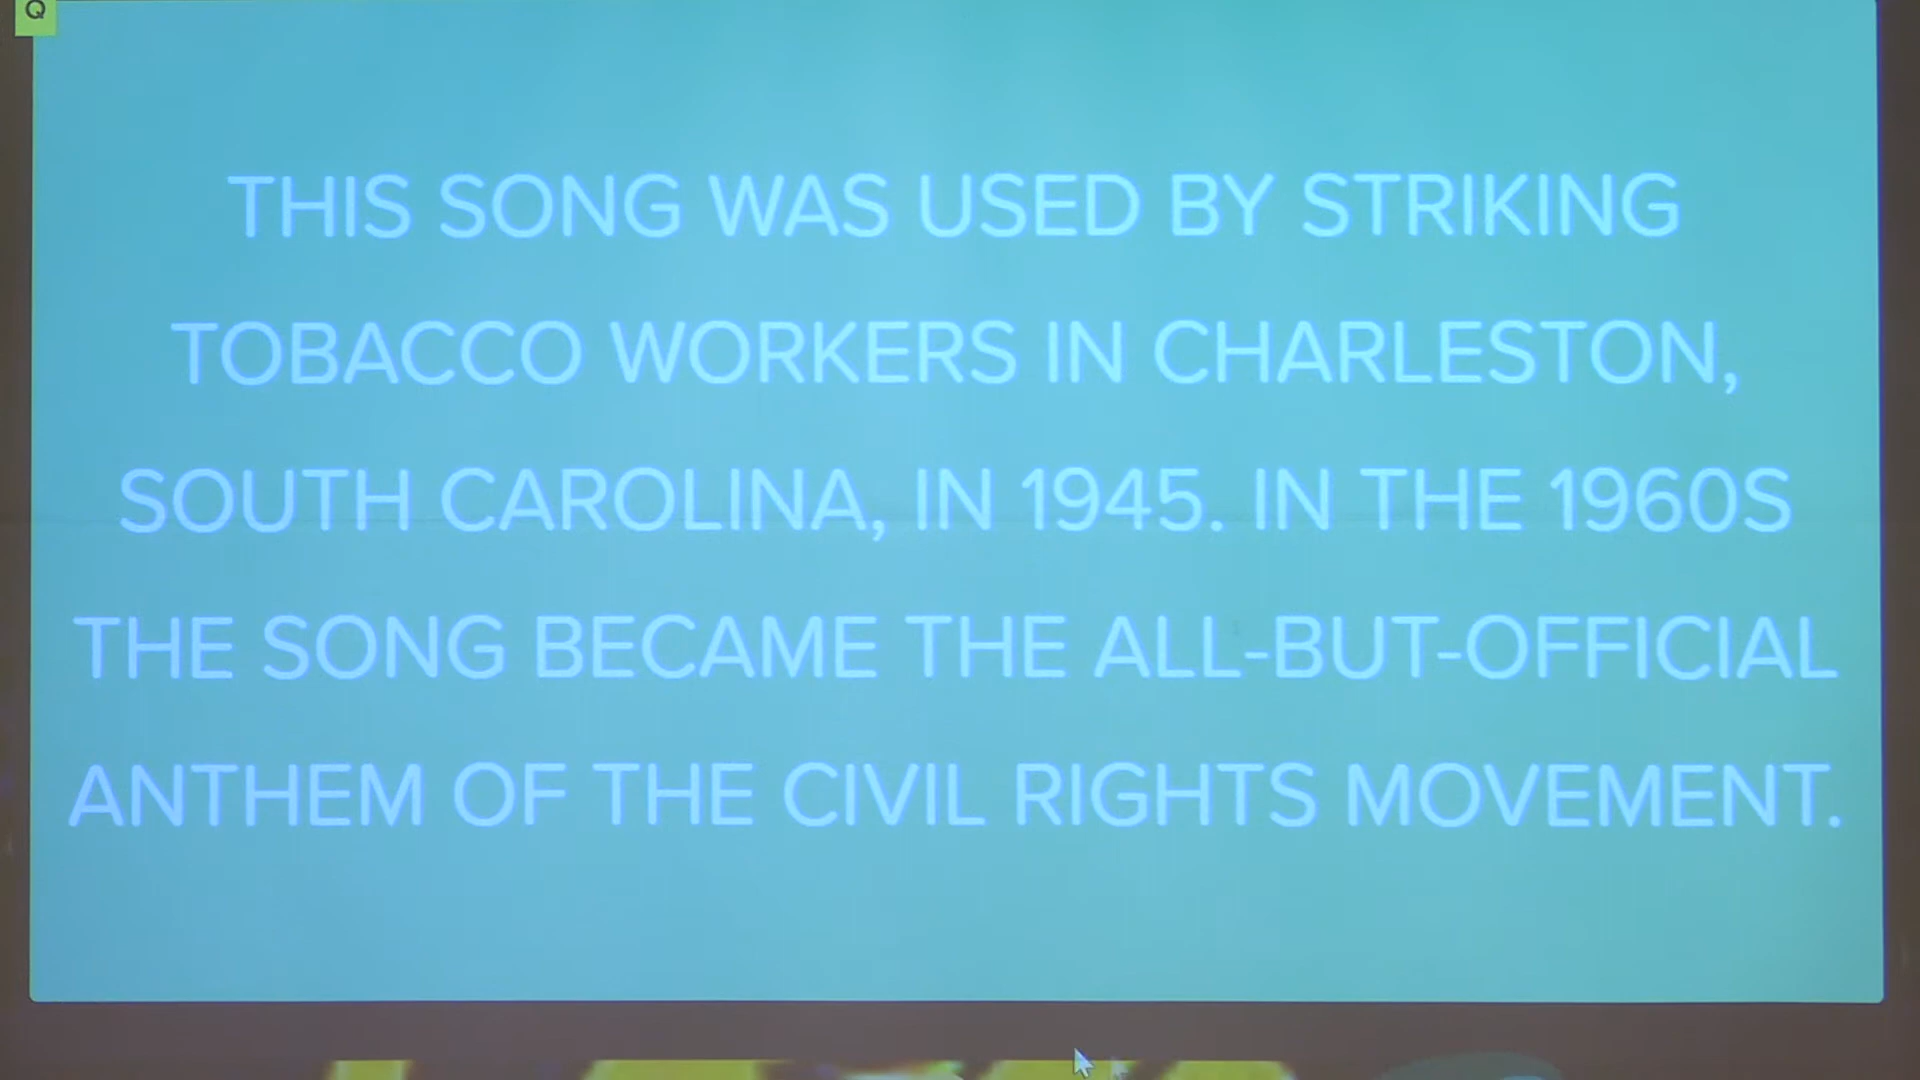 Q
THIS SONG WAS USED BY STRIKING
TOBACCO WORKERS IN CHARLESTON,
SOUTH CAROLINA, IN 1945. IN THE 1960S
THE SONG BECAME THE ALL-BUT-OFFICIAL
ANTHEM OF THE CIVIL RIGHTS MOVEMENT.